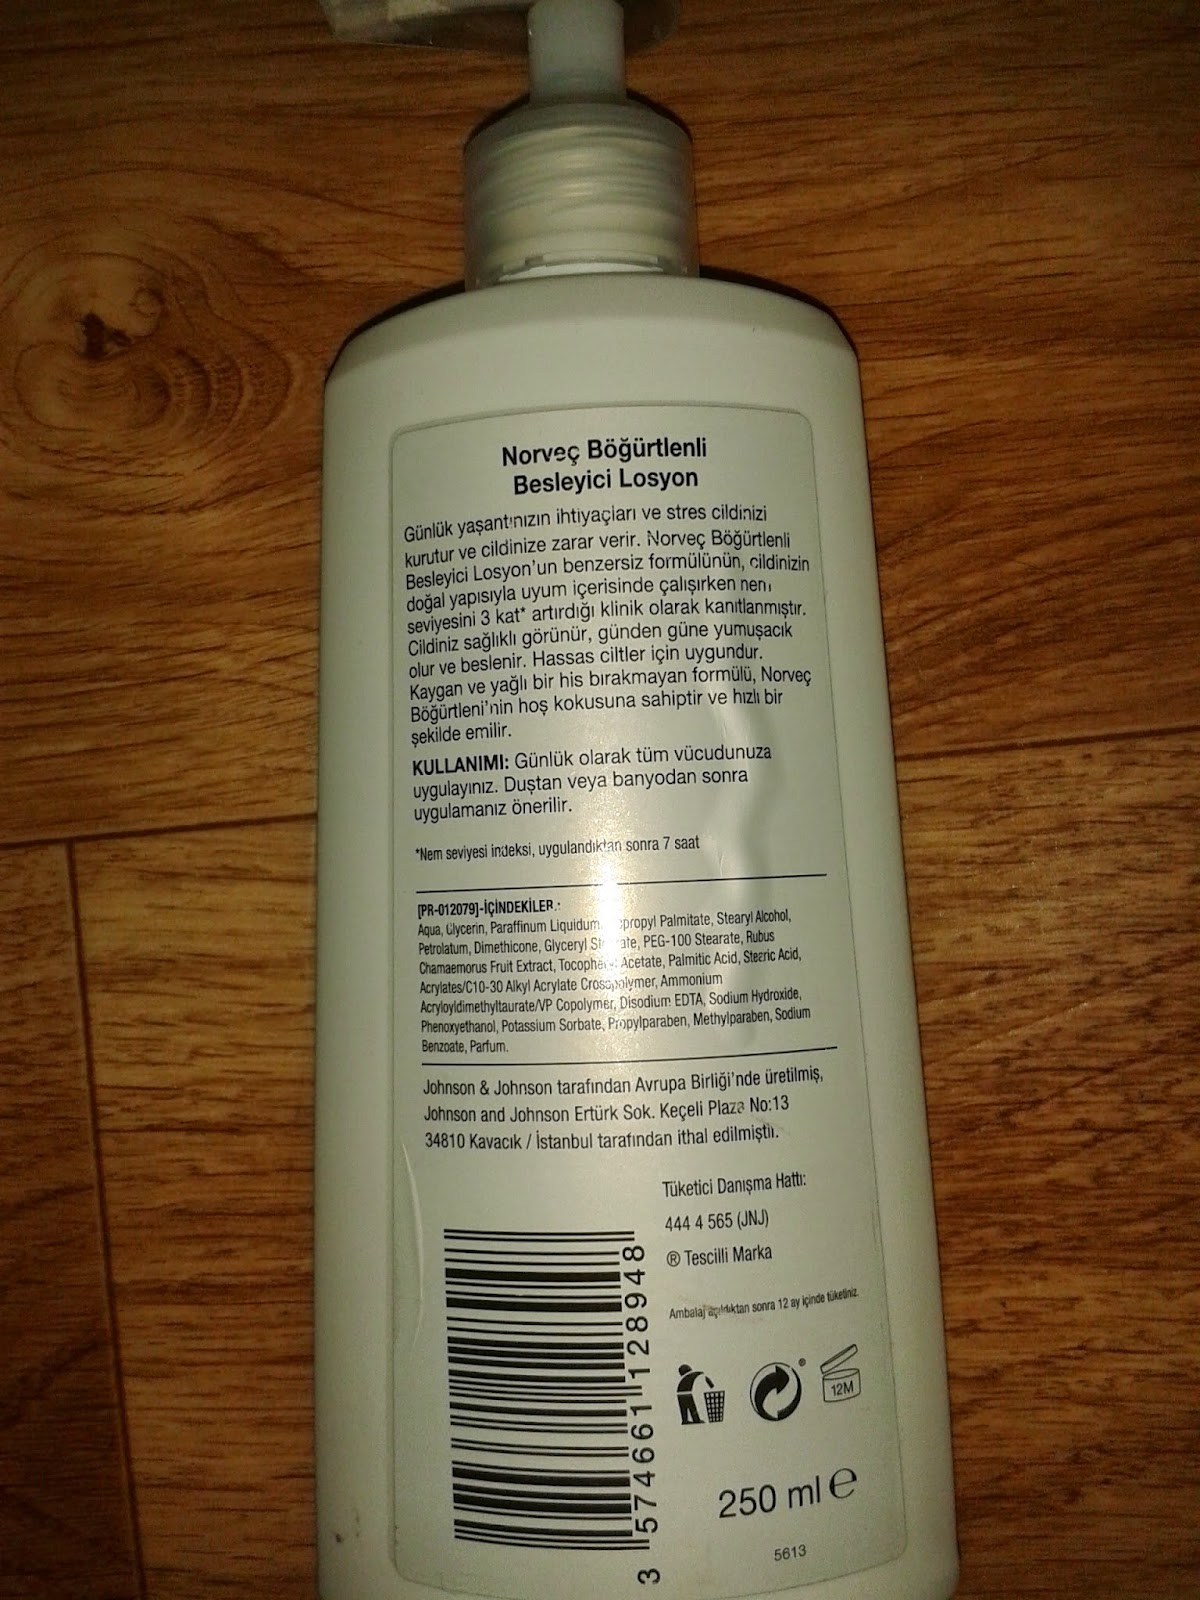 Norveç Böğürtlenli
Besleyici Losyon
Günlük yaşantınızın ihtiyaçları ve stres cildinizi
kurutur ve cildinize zarar verir. Norveç Böğürtlenli
Besleyici Losyon'un benzersiz formülünün, cildinizin
doğal yapısıyla uyum içerisinde çalışırken nem
seviyesini 3 kat* artırdığı klinik olarak kanıtlanmıştır.
Cildiniz sağlıklı görünür, günden güne yumuşacık
olur ve beslenir. Hassas ciltler için uygundur.
Kaygan ve yağlı bir his bırakmayan formülü, Norveç
Böğürtleni'nin hoş kokusuna sahiptir ve hızlı bir
şekilde emilir.
KULLANIMI: Günlük olarak tüm vücudunuza
uygulayınız. Duştan veya banyodan sonra
uygulamanız önerilir.
*Nem seviyesi indeksi, uygulandıktan sonra 7 saat
[PR-012079]-İÇİNDEKİLER.:
Aqua, Glycerin, Paraffinum Liquidum, Isopropyl Palmitate, Stearyl Alcohol,
Petrolatum, Dimethicone, Glyceryl Stearate, PEG-100 Stearate, Rubus
Chamaemorus Fruit Extract, Tocopheryl Acetate, Palmitic Acid, Stearic Acid,
Acrylates/C10-30 Alkyl Acrylate Crosspolymer, Ammonium
Acryloyldimethyltaurate/VP Copolymer, Disodium EDTA, Sodium Hydroxide,
Phenoxyethanol, Potassium Sorbate, Propylparaben, Methylparaben, Sodium
Benzoate, Parfum.
Johnson & Johnson tarafından Avrupa Birliği'nde üretilmiş,
Johnson and Johnson Ertürk Sok. Keçeli Plaza No:13
34810 Kavacık / İstanbul tarafından ithal edilmiştir.
Tüketici Danışma Hattı:
444 4 565 (JNJ)
® Tescilli Marka
Ambalaj açıldıktan sonra 12 ay içinde tüketiniz.
12M
250 ml ℮
5613
3 574661 128948